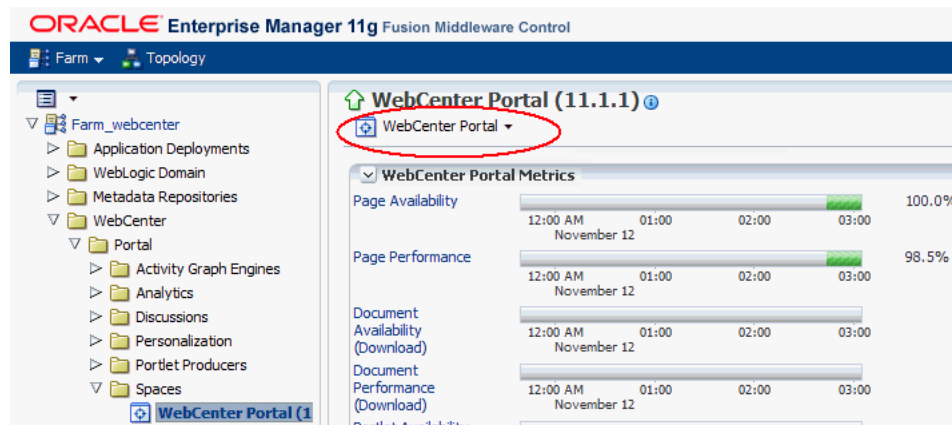 ORACLE Enterprise Manager 11g Fusion Middleware Control
Farm Topology
Farm_webcenter
Application Deployments
WebLogic Domain
Metadata Repositories
WebCenter
Portal
Activity Graph Engines
Analytics
Discussions
Personalization
Portlet Producers
Spaces
WebCenter Portal (1
WebCenter Portal (11.1.1)
WebCenter Portal
WebCenter Portal Metrics
Page Availability
100.0%
12:00 AM 01:00 02:00 03:00
November 12
Page Performance
98.5%
12:00 AM 01:00 02:00 03:00
November 12
Document
Availability
(Download)
12:00 AM 01:00 02:00 03:00
November 12
Document
Performance
(Download)
12:00 AM 01:00 02:00 03:00
November 12